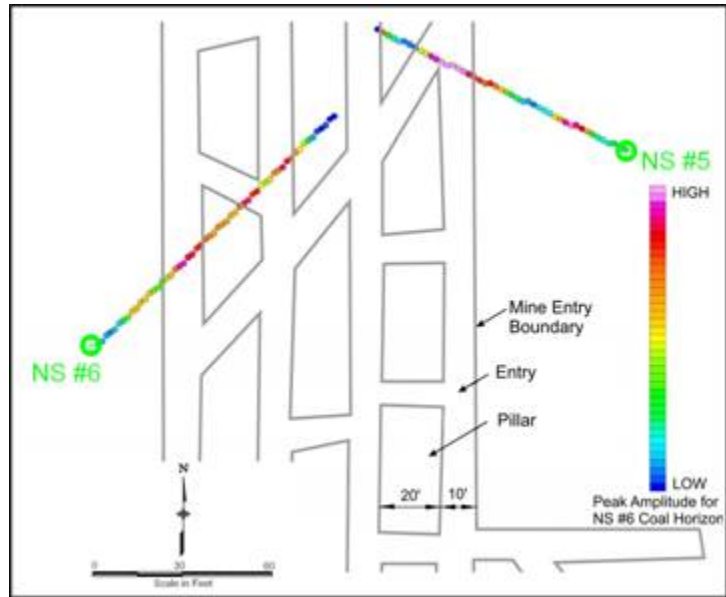 NS #5
HIGH
Mine Entry
Boundary
NS #6
Entry
Pillar
N
20'
10'
LOW
Peak Amplitude for
NS #6 Coal Horizon
0
30
60
Scale in Feet